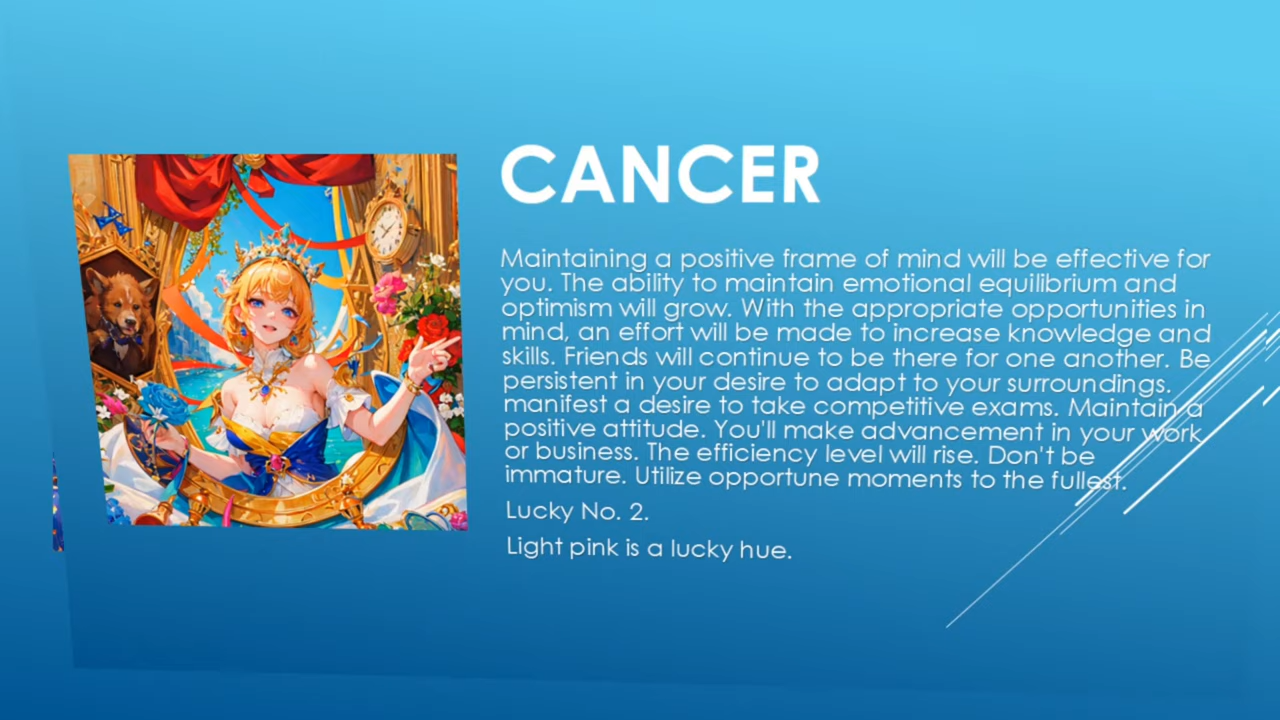 CANCER
Maintaining a positive frame of mind will be effective for
you. The ability to maintain emotional equilibrium and
optimism will grow. With the appropriate opportunities in
mind, an effort will be made to increase knowledge and
skills. Friends will continue to be there for one another. Be
persistent in your desire to adapt to your surroundings.
manifest a desire to take competitive exams. Maintain a
positive attitude. You'll make advancement in your work
or business. The efficiency level will rise. Don't be
immature. Utilize opportune moments to the fullest.
Lucky No. 2.
Light pink is a lucky hue.